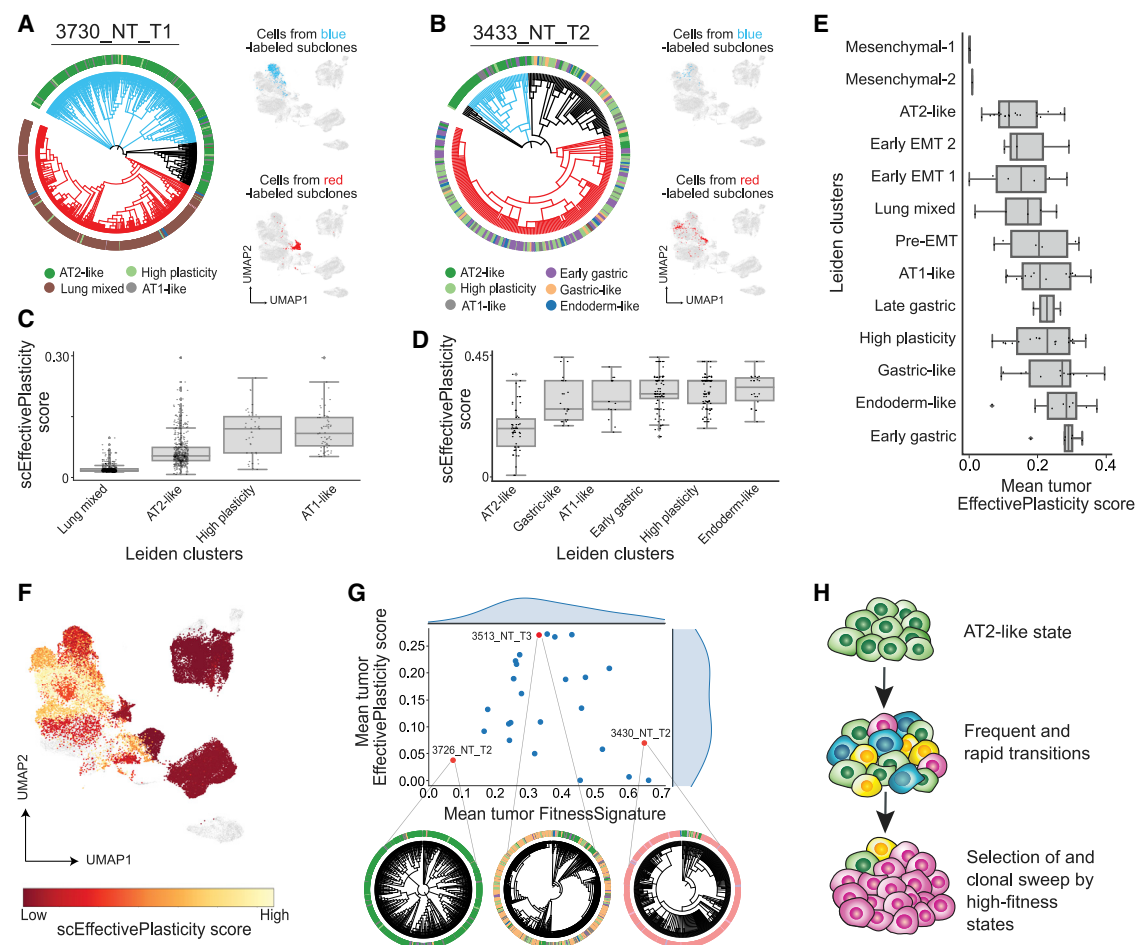 A
3730_NT_T1
Cells from blue
-labeled subclones
Cells from red
-labeled subclones
UMAP2
UMAP1
AT2-like
High plasticity
Lung mixed
AT1-like
B
3433_NT_T2
Cells from blue
-labeled subclones
Cells from red
-labeled subclones
UMAP2
UMAP1
AT2-like
Early gastric
High plasticity
Gastric-like
AT1-like
Endoderm-like
C
scEffectivePlasticity
score
0.30
0
Lung mixed
AT2-like
High plasticity
AT1-like
Leiden clusters
D
scEffectivePlasticity
score
0.45
0
AT2-like
Gastric-like
AT1-like
Early gastric
High plasticity
Endoderm-like
Leiden clusters
E
Leiden clusters
Mesenchymal-1
Mesenchymal-2
AT2-like
Early EMT 2
Early EMT 1
Lung mixed
Pre-EMT
AT1-like
Late gastric
High plasticity
Gastric-like
Endoderm-like
Early gastric
0.0 0.2 0.4
Mean tumor
EffectivePlasticity score
F
UMAP2
UMAP1
Low High
scEffectivePlasticity score
G
Mean tumor
EffectivePlasticity score
0.25
0.20
0.15
0.10
0.05
0.00
3513_NT_T3
3430_NT_T2
3726_NT_T2
0.0 0.1 0.2 0.3 0.4 0.5 0.6 0.7
Mean tumor FitnessSignature
H
AT2-like state
Frequent and
rapid transitions
Selection of and
clonal sweep by
high-fitness
states